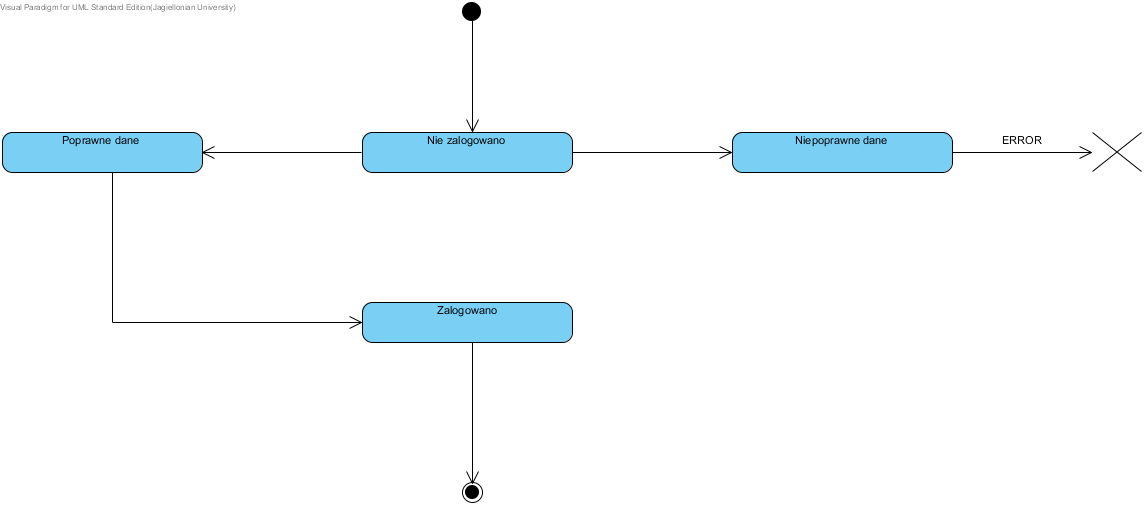 Visual Paradigm for UML Standard Edition(Jagiellonian University)
Poprawne dane
Nie zalogowano
Niepoprawne dane
ERROR
Zalogowano